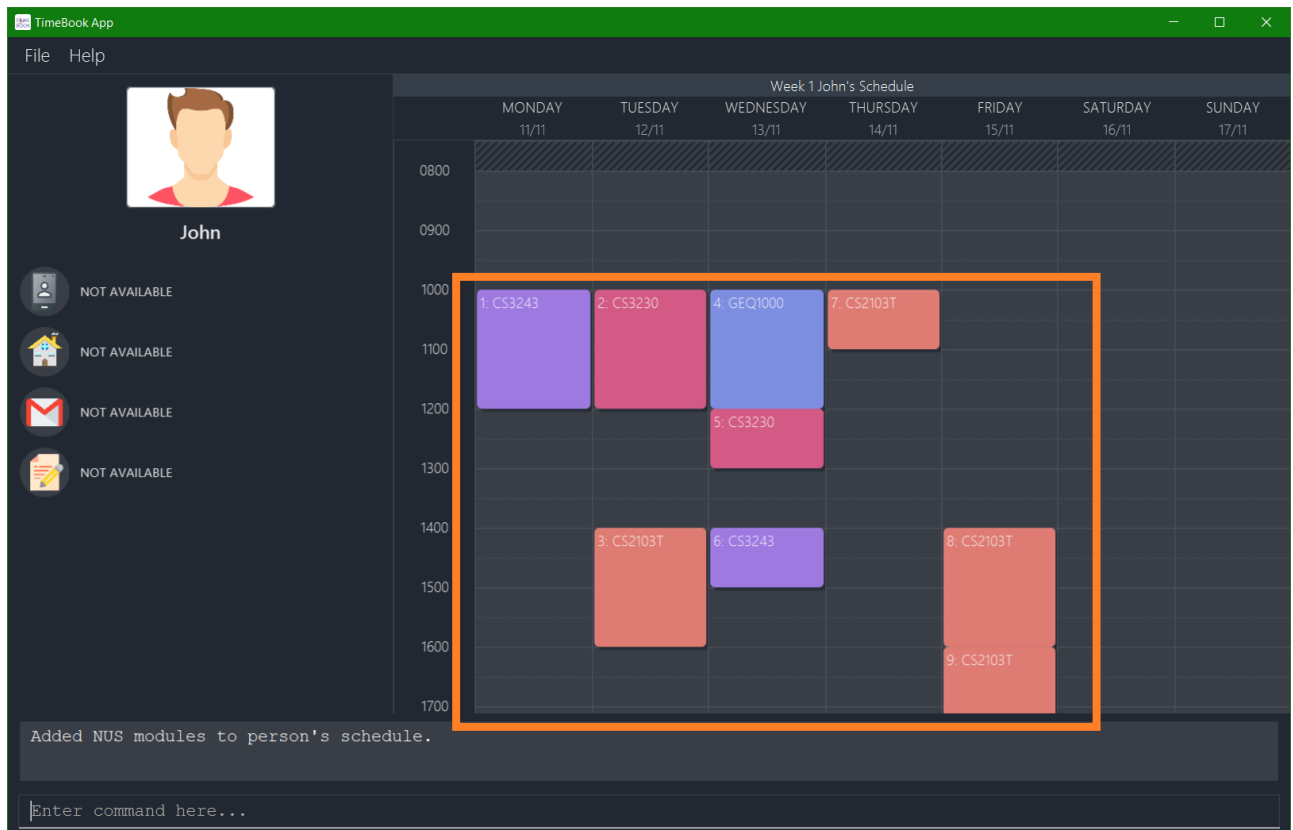 TimeBook App
File Help
John
NOT AVAILABLE
NOT AVAILABLE
NOT AVAILABLE
NOT AVAILABLE
Week 1 John's Schedule
MONDAY TUESDAY WEDNESDAY THURSDAY FRIDAY SATURDAY SUNDAY
11/11 12/11 13/11 14/11 15/11 16/11 17/11
0800
0900
1000
1: CS3243 2: CS3230 4: GEQ1000 7: CS2103T
1100
1200
5: CS3230
1300
1400
3: CS2103T 6: CS3243 8: CS2103T
1500
1600
9: CS2103T
1700
Added NUS modules to person's schedule.
Enter command here...